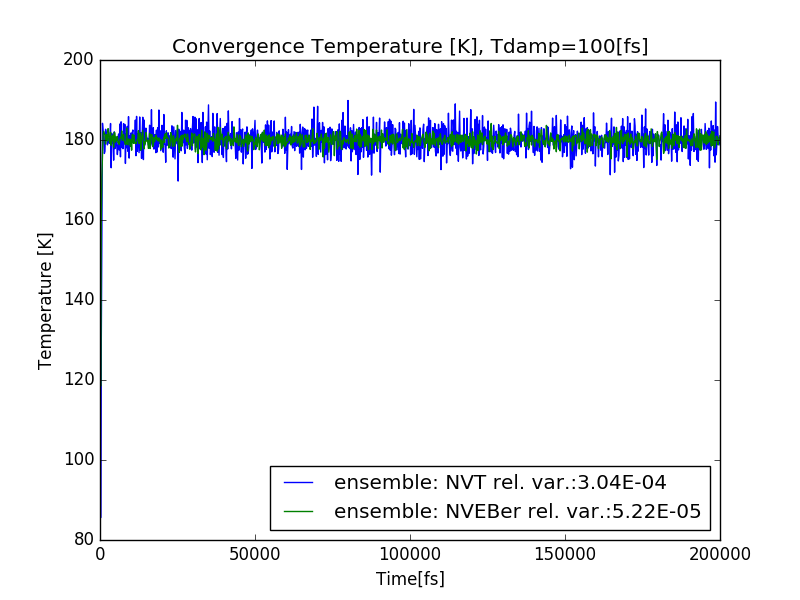 Convergence Temperature [K], Tdamp=100[fs]
200
180
160
140
120
100
80
Temperature [K]
ensemble: NVT rel. var.:3.04E-04
ensemble: NVEBer rel. var.:5.22E-05
0
50000
100000
150000
200000
Time[fs]